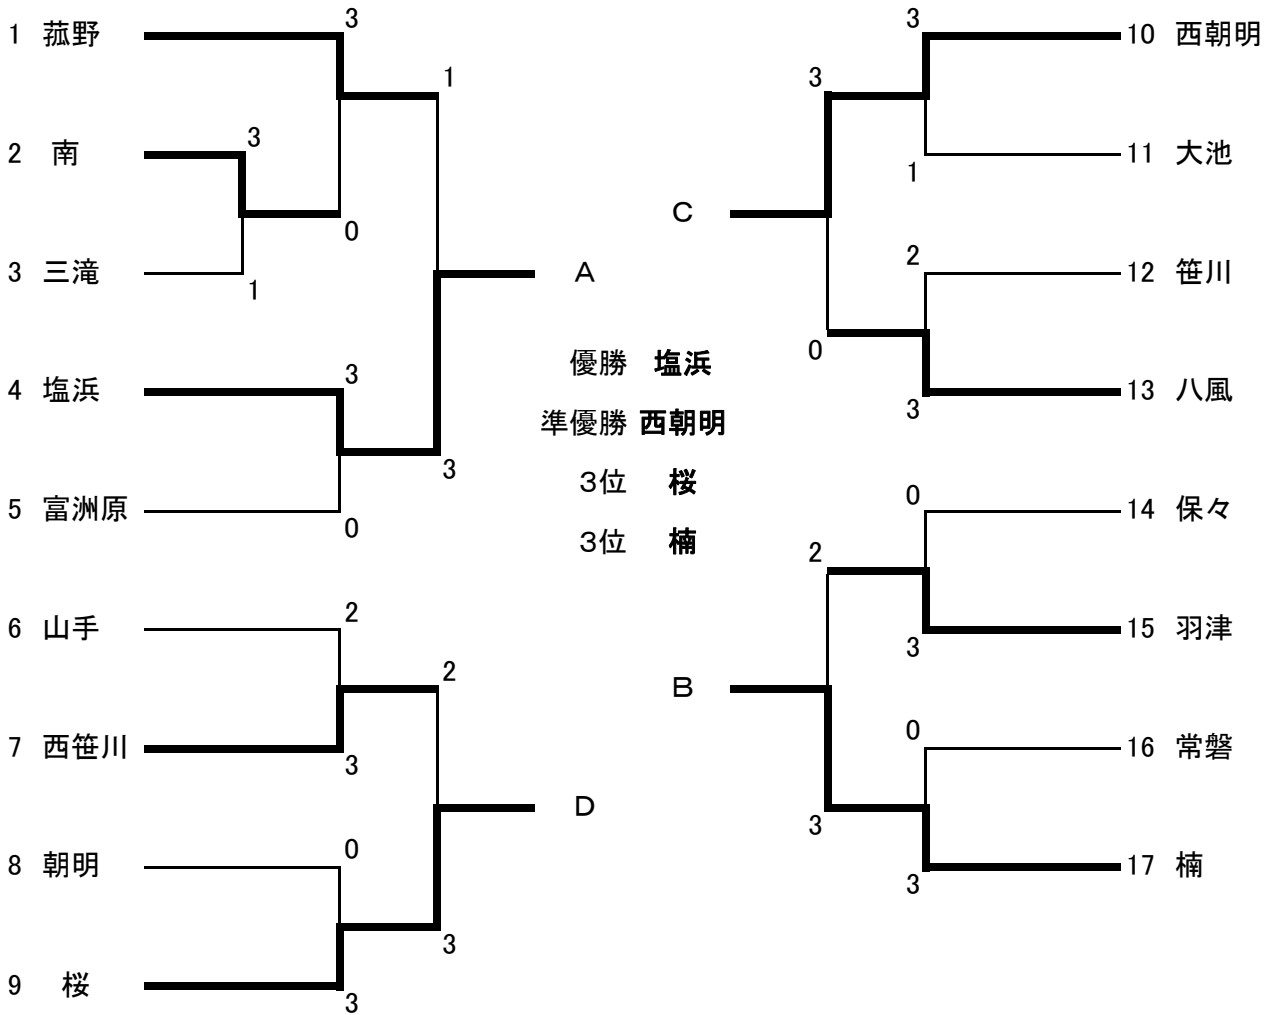 1 菰野
2 南
3 三滝
4 塩浜
5 富洲原
6 山手
7 西笹川
8 朝明
9 桜
3
3
1
0
1
3
0
3
2
3
2
0
3
3
A
D
優勝 塩浜
準優勝 西朝明
３位 桜
３位 楠
C
B
3
3
1
2
0
3
0
2
3
0
3
3
10 西朝明
11 大池
12 笹川
13 八風
14 保々
15 羽津
16 常磐
17 楠